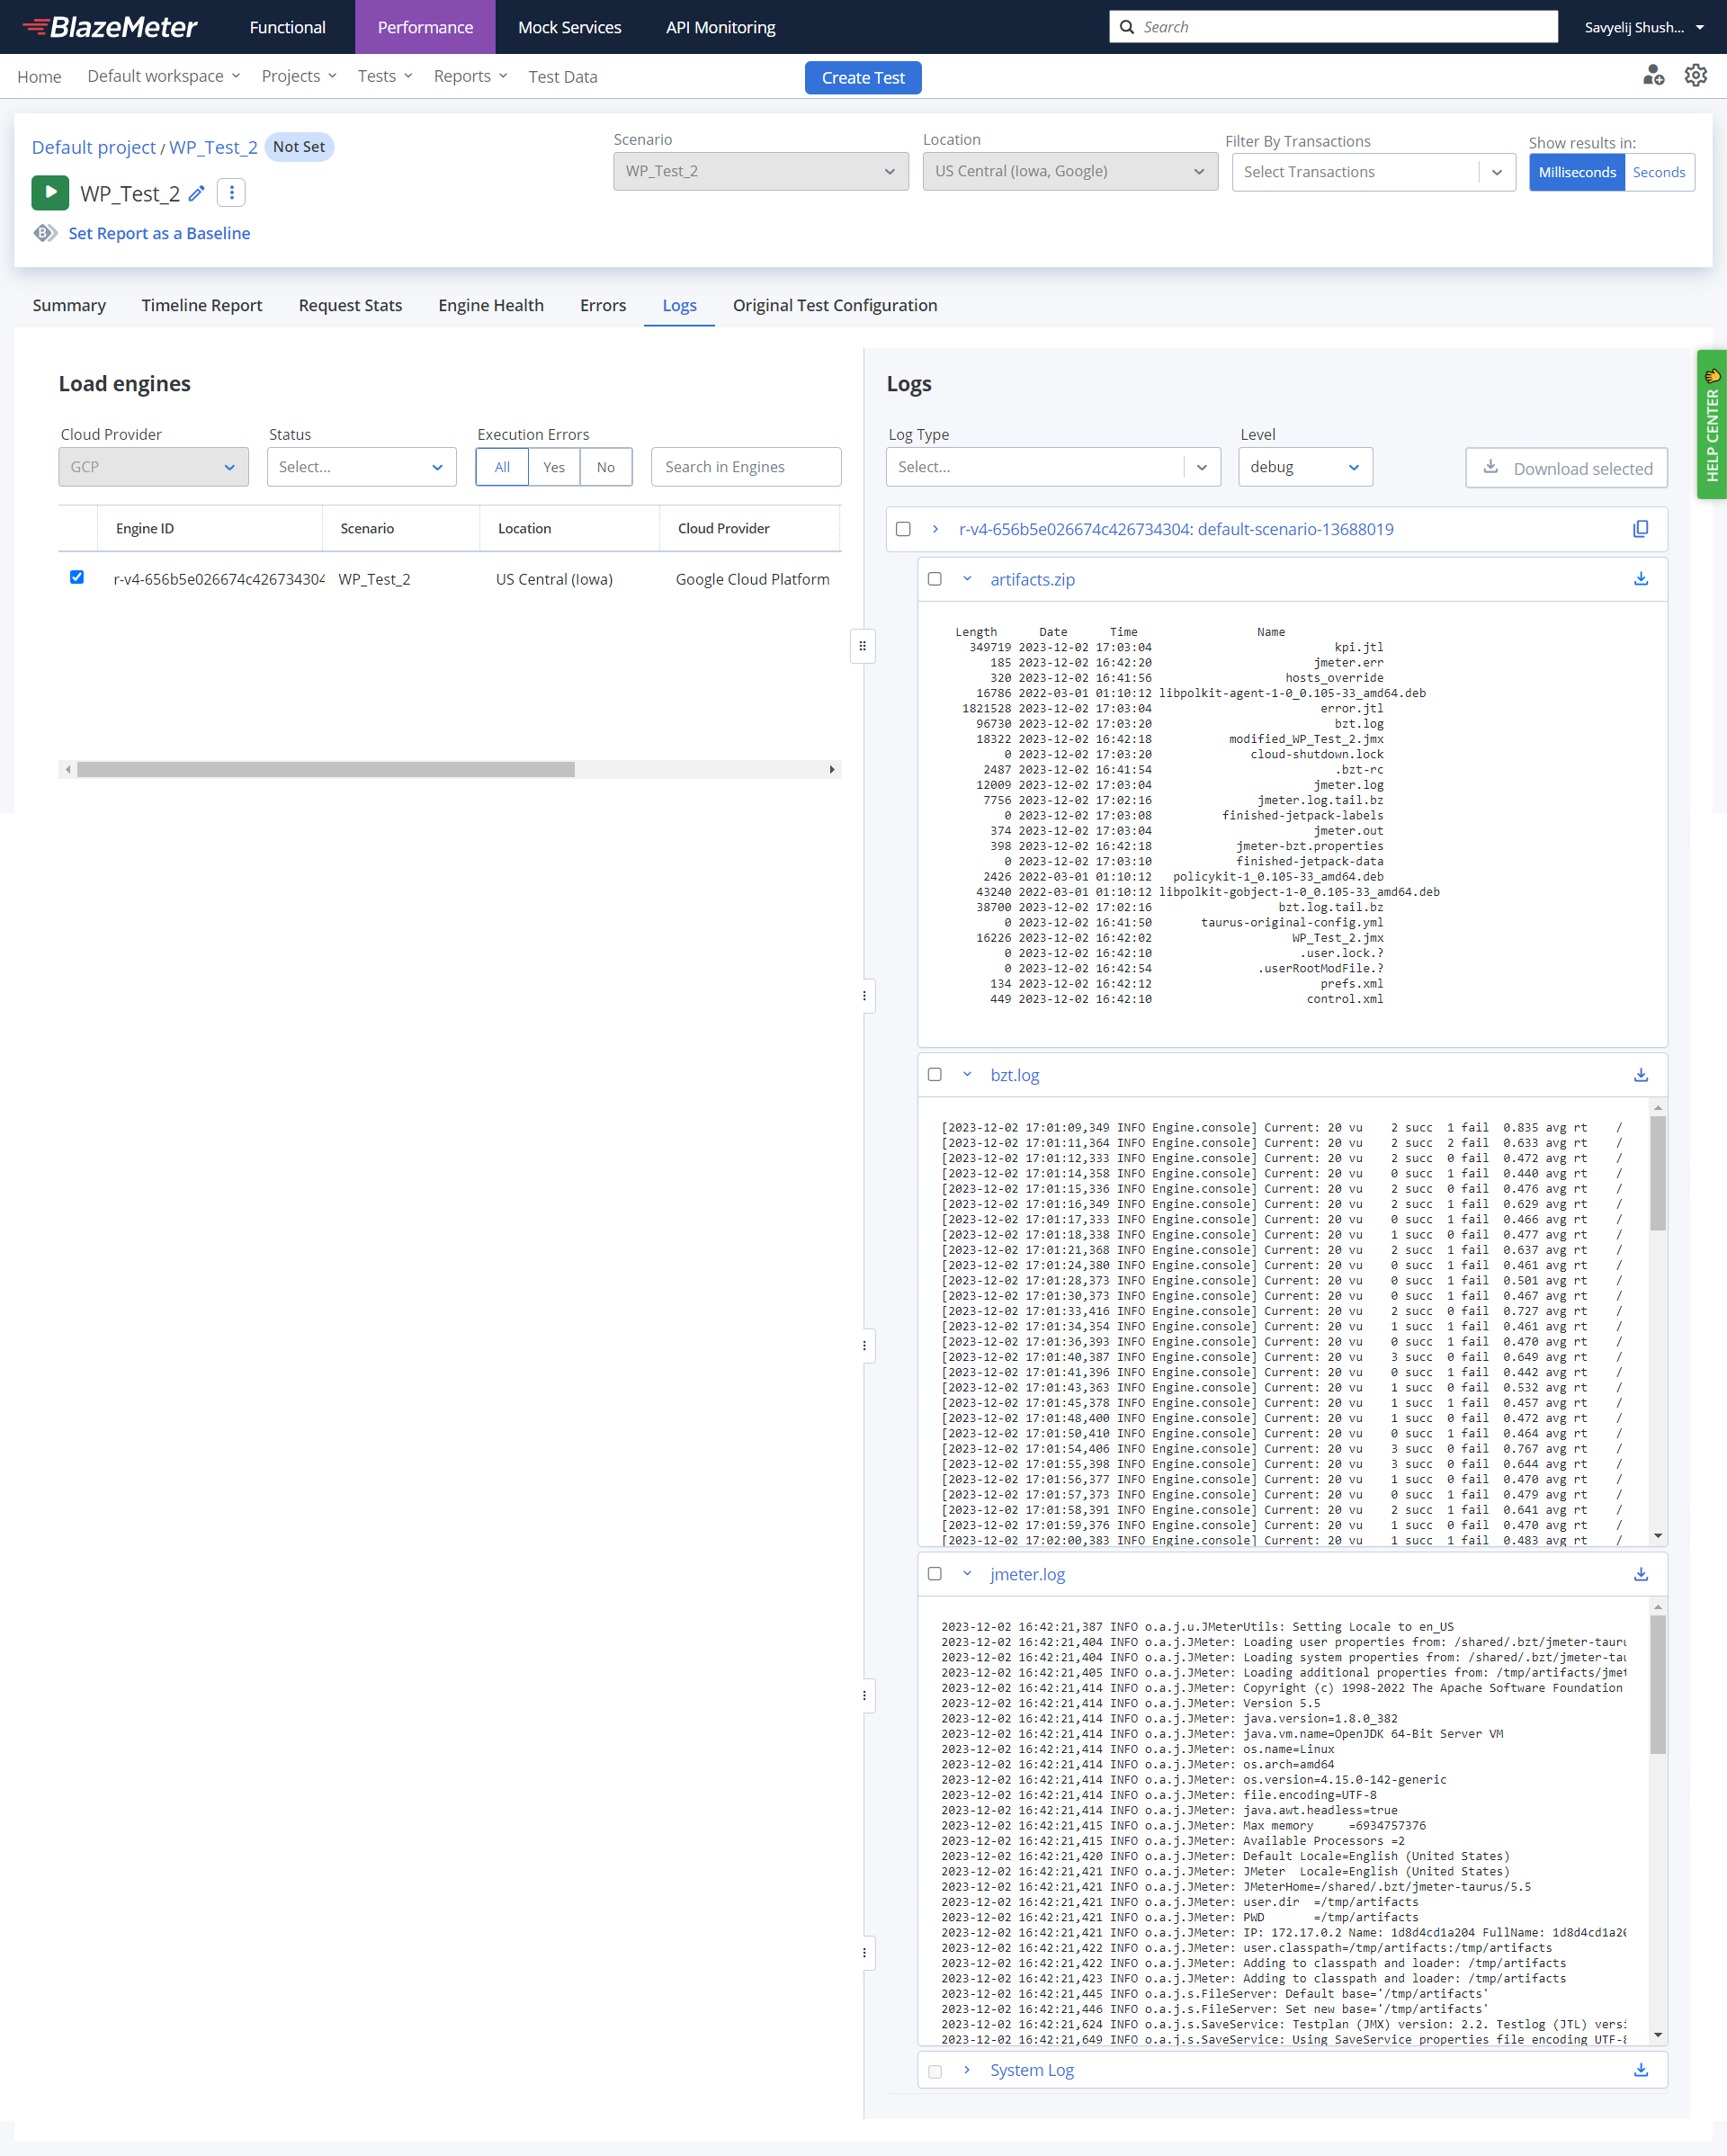 BlazeMeter Functional Performance Mock Services API Monitoring Search Savyelij Shush...
Home Default workspace Projects Tests Reports Test Data Create Test
Default project / WP_Test_2 Not Set
WP_Test_2
Set Report as a Baseline
Scenario Location Filter By Transactions Show results in:
WP_Test_2 US Central (Iowa, Google) Select Transactions Milliseconds Seconds
Summary Timeline Report Request Stats Engine Health Errors Logs Original Test Configuration
HELP CENTER
Load engines
Cloud Provider Status Execution Errors
GCP Select... All Yes No Search in Engines
Engine ID Scenario Location Cloud Provider
r-v4-656b5e026674c426734304 WP_Test_2 US Central (Iowa) Google Cloud Platform
Logs
Log Type Level
Select... debug Download selected
r-v4-656b5e026674c426734304: default-scenario-13688019
artifacts.zip
Length Date Time Name
349719 2023-12-02 17:03:04 kpi.jtl
185 2023-12-02 16:42:20 jmeter.err
320 2023-12-02 16:41:56 hosts_override
16786 2022-03-01 01:10:12 libpolkit-agent-1-0_0.105-33_amd64.deb
1821528 2023-12-02 17:03:04 error.jtl
96730 2023-12-02 17:03:20 bzt.log
18322 2023-12-02 16:42:18 modified_WP_Test_2.jmx
0 2023-12-02 17:03:20 cloud-shutdown.lock
2487 2023-12-02 16:41:54 .bzt-rc
12009 2023-12-02 17:03:04 jmeter.log
7756 2023-12-02 17:02:16 jmeter.log.tail.bz
0 2023-12-02 17:03:08 finished-jetpack-labels
374 2023-12-02 17:03:04 jmeter.out
398 2023-12-02 16:42:18 jmeter-bzt.properties
0 2023-12-02 17:03:10 finished-jetpack-data
2426 2022-03-01 01:10:12 policykit-1_0.105-33_amd64.deb
43240 2022-03-01 01:10:12 libpolkit-gobject-1-0_0.105-33_amd64.deb
38700 2023-12-02 17:02:16 bzt.log.tail.bz
0 2023-12-02 16:41:50 taurus-original-config.yml
16226 2023-12-02 16:42:02 WP_Test_2.jmx
0 2023-12-02 16:42:10 .user.lock.?
0 2023-12-02 16:42:54 .userRootModFile.?
134 2023-12-02 16:42:12 prefs.xml
449 2023-12-02 16:42:10 control.xml
bzt.log
[2023-12-02 17:01:09,349 INFO Engine.console] Current: 20 vu 2 succ 1 fail 0.835 avg rt /
[2023-12-02 17:01:11,364 INFO Engine.console] Current: 20 vu 2 succ 2 fail 0.633 avg rt /
[2023-12-02 17:01:12,333 INFO Engine.console] Current: 20 vu 2 succ 0 fail 0.472 avg rt /
[2023-12-02 17:01:14,358 INFO Engine.console] Current: 20 vu 0 succ 1 fail 0.440 avg rt /
[2023-12-02 17:01:15,336 INFO Engine.console] Current: 20 vu 2 succ 0 fail 0.476 avg rt /
[2023-12-02 17:01:16,349 INFO Engine.console] Current: 20 vu 2 succ 1 fail 0.629 avg rt /
[2023-12-02 17:01:17,333 INFO Engine.console] Current: 20 vu 0 succ 1 fail 0.466 avg rt /
[2023-12-02 17:01:18,338 INFO Engine.console] Current: 20 vu 1 succ 0 fail 0.477 avg rt /
[2023-12-02 17:01:21,368 INFO Engine.console] Current: 20 vu 2 succ 1 fail 0.637 avg rt /
[2023-12-02 17:01:24,380 INFO Engine.console] Current: 20 vu 0 succ 1 fail 0.461 avg rt /
[2023-12-02 17:01:28,373 INFO Engine.console] Current: 20 vu 0 succ 1 fail 0.501 avg rt /
[2023-12-02 17:01:30,373 INFO Engine.console] Current: 20 vu 0 succ 1 fail 0.467 avg rt /
[2023-12-02 17:01:33,416 INFO Engine.console] Current: 20 vu 2 succ 0 fail 0.727 avg rt /
[2023-12-02 17:01:34,354 INFO Engine.console] Current: 20 vu 1 succ 1 fail 0.461 avg rt /
[2023-12-02 17:01:36,393 INFO Engine.console] Current: 20 vu 0 succ 1 fail 0.470 avg rt /
[2023-12-02 17:01:40,387 INFO Engine.console] Current: 20 vu 3 succ 0 fail 0.649 avg rt /
[2023-12-02 17:01:41,396 INFO Engine.console] Current: 20 vu 0 succ 1 fail 0.442 avg rt /
[2023-12-02 17:01:43,363 INFO Engine.console] Current: 20 vu 1 succ 0 fail 0.532 avg rt /
[2023-12-02 17:01:45,378 INFO Engine.console] Current: 20 vu 1 succ 1 fail 0.457 avg rt /
[2023-12-02 17:01:48,400 INFO Engine.console] Current: 20 vu 1 succ 0 fail 0.472 avg rt /
[2023-12-02 17:01:50,410 INFO Engine.console] Current: 20 vu 0 succ 1 fail 0.464 avg rt /
[2023-12-02 17:01:54,406 INFO Engine.console] Current: 20 vu 3 succ 0 fail 0.767 avg rt /
[2023-12-02 17:01:55,398 INFO Engine.console] Current: 20 vu 3 succ 0 fail 0.644 avg rt /
[2023-12-02 17:01:56,377 INFO Engine.console] Current: 20 vu 1 succ 0 fail 0.470 avg rt /
[2023-12-02 17:01:57,373 INFO Engine.console] Current: 20 vu 0 succ 1 fail 0.479 avg rt /
[2023-12-02 17:01:58,391 INFO Engine.console] Current: 20 vu 2 succ 1 fail 0.641 avg rt /
[2023-12-02 17:01:59,376 INFO Engine.console] Current: 20 vu 1 succ 0 fail 0.470 avg rt /
[2023-12-02 17:02:00,383 INFO Engine.console] Current: 20 vu 1 succ 1 fail 0.483 avg rt /
jmeter.log
2023-12-02 16:42:21,387 INFO o.a.j.u.JMeterUtils: Setting Locale to en_US
2023-12-02 16:42:21,404 INFO o.a.j.JMeter: Loading user properties from: /shared/.bzt/jmeter-tauru
2023-12-02 16:42:21,404 INFO o.a.j.JMeter: Loading system properties from: /shared/.bzt/jmeter-tau
2023-12-02 16:42:21,405 INFO o.a.j.JMeter: Loading additional properties from: /tmp/artifacts/jmet
2023-12-02 16:42:21,414 INFO o.a.j.JMeter: Copyright (c) 1998-2022 The Apache Software Foundation
2023-12-02 16:42:21,414 INFO o.a.j.JMeter: Version 5.5
2023-12-02 16:42:21,414 INFO o.a.j.JMeter: java.version=1.8.0_382
2023-12-02 16:42:21,414 INFO o.a.j.JMeter: java.vm.name=OpenJDK 64-Bit Server VM
2023-12-02 16:42:21,414 INFO o.a.j.JMeter: os.name=Linux
2023-12-02 16:42:21,414 INFO o.a.j.JMeter: os.arch=amd64
2023-12-02 16:42:21,414 INFO o.a.j.JMeter: os.version=4.15.0-142-generic
2023-12-02 16:42:21,414 INFO o.a.j.JMeter: file.encoding=UTF-8
2023-12-02 16:42:21,414 INFO o.a.j.JMeter: java.awt.headless=true
2023-12-02 16:42:21,415 INFO o.a.j.JMeter: Max memory =6934757376
2023-12-02 16:42:21,415 INFO o.a.j.JMeter: Available Processors =2
2023-12-02 16:42:21,420 INFO o.a.j.JMeter: Default Locale=English (United States)
2023-12-02 16:42:21,421 INFO o.a.j.JMeter: JMeter Locale=English (United States)
2023-12-02 16:42:21,421 INFO o.a.j.JMeter: JMeterHome=/shared/.bzt/jmeter-taurus/5.5
2023-12-02 16:42:21,421 INFO o.a.j.JMeter: user.dir =/tmp/artifacts
2023-12-02 16:42:21,421 INFO o.a.j.JMeter: PWD =/tmp/artifacts
2023-12-02 16:42:21,421 INFO o.a.j.JMeter: IP: 172.17.0.2 Name: 1d8d4cd1a204 FullName: 1d8d4cd1a20
2023-12-02 16:42:21,422 INFO o.a.j.JMeter: user.classpath=/tmp/artifacts:/tmp/artifacts
2023-12-02 16:42:21,422 INFO o.a.j.JMeter: Adding to classpath and loader: /tmp/artifacts
2023-12-02 16:42:21,423 INFO o.a.j.JMeter: Adding to classpath and loader: /tmp/artifacts
2023-12-02 16:42:21,445 INFO o.a.j.s.FileServer: Default base='/tmp/artifacts'
2023-12-02 16:42:21,446 INFO o.a.j.s.FileServer: Set new base='/tmp/artifacts'
2023-12-02 16:42:21,624 INFO o.a.j.s.SaveService: Testplan (JMX) version: 2.2. Testlog (JTL) versi
2023-12-02 16:42:21,649 INFO o.a.j.s.SaveService: Using SaveService properties file encoding UTF-8
System Log